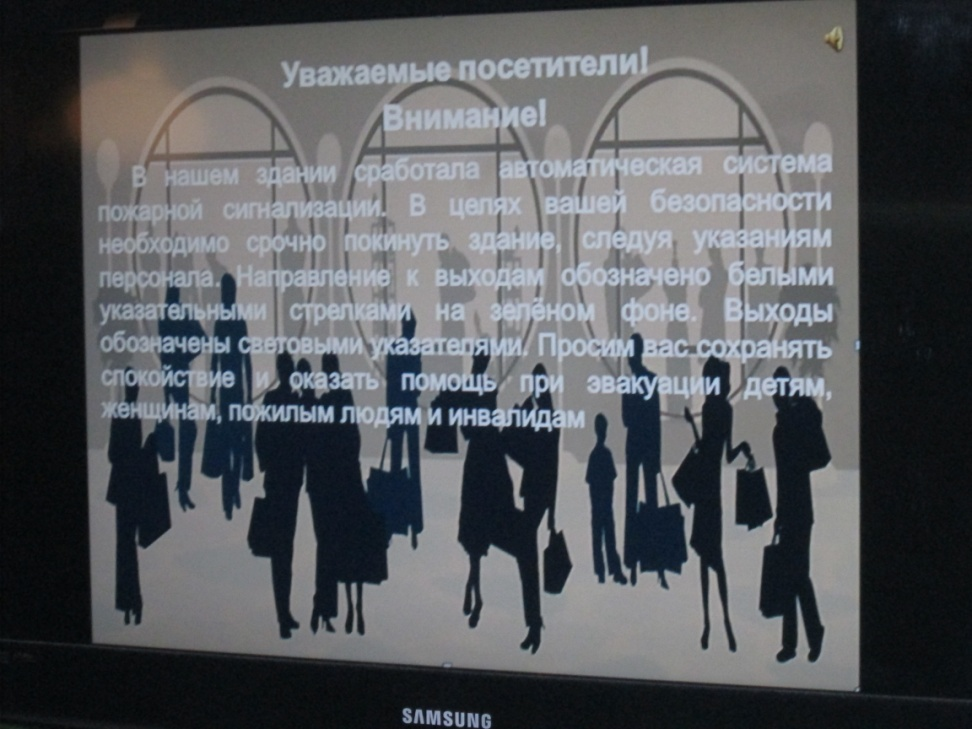 Уважаемые посетители!
Внимание!
В нашем здании сработала автоматическая система
пожарной сигнализации. В целях вашей безопасности
необходимо срочно покинуть здание, следуя указаниям
персонала. Направление к выходам обозначено белыми
указательными стрелками на зелёном фоне. Выходы
обозначены световыми указателями. Просим вас сохранять
спокойствие и оказать помощь при эвакуации детям,
женщинам, пожилым людям и инвалидам
SAMSUNG